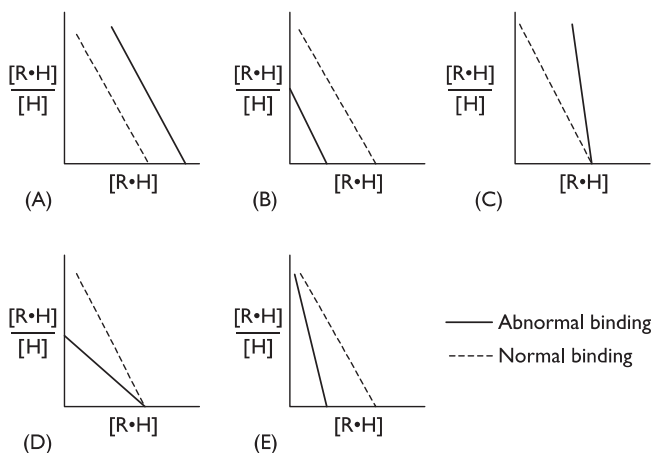 [R•H]
[H]
[R•H]
(A)
[R•H]
[H]
[R•H]
(B)
[R•H]
[H]
[R•H]
(C)
[R•H]
[H]
[R•H]
(D)
[R•H]
[H]
[R•H]
(E)
Abnormal binding
Normal binding